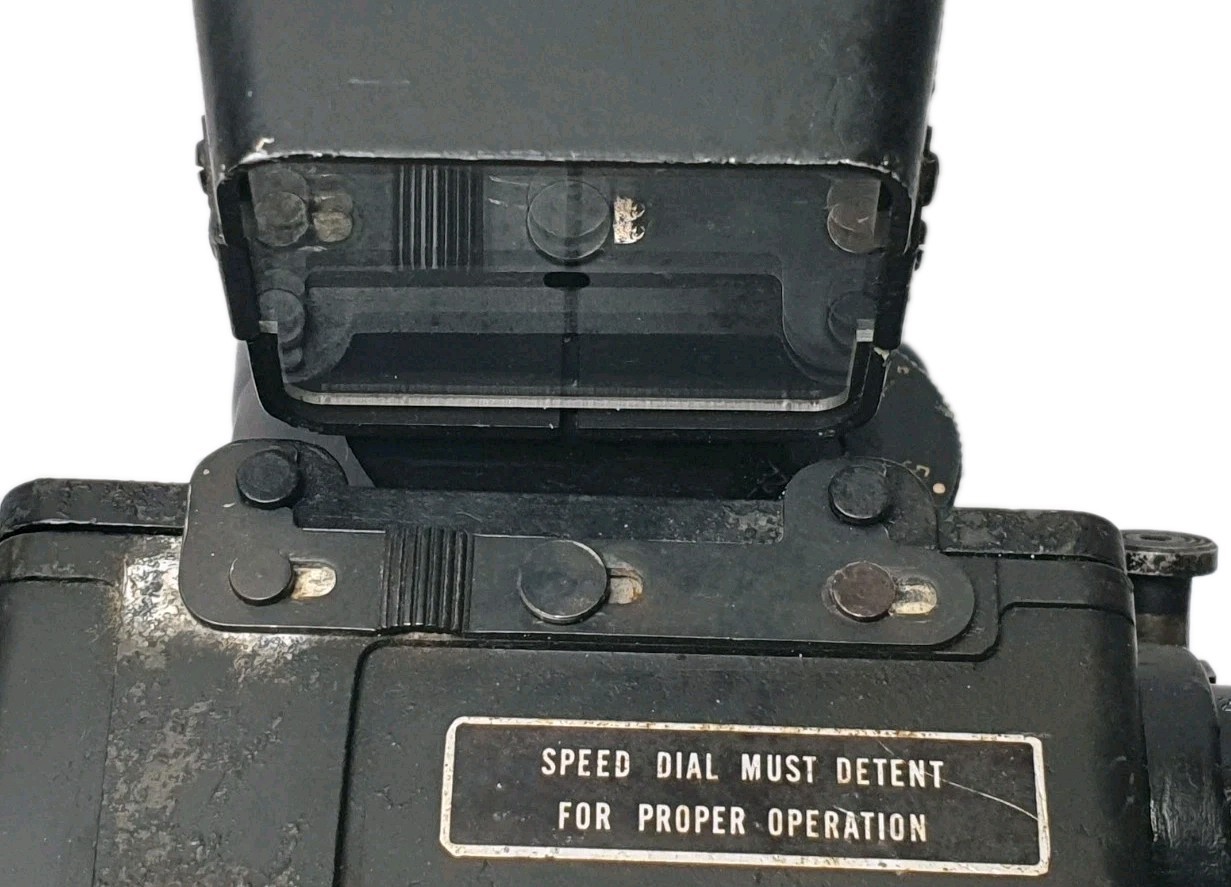 SPEED DIAL MUST DETENT
FOR PROPER OPERATION